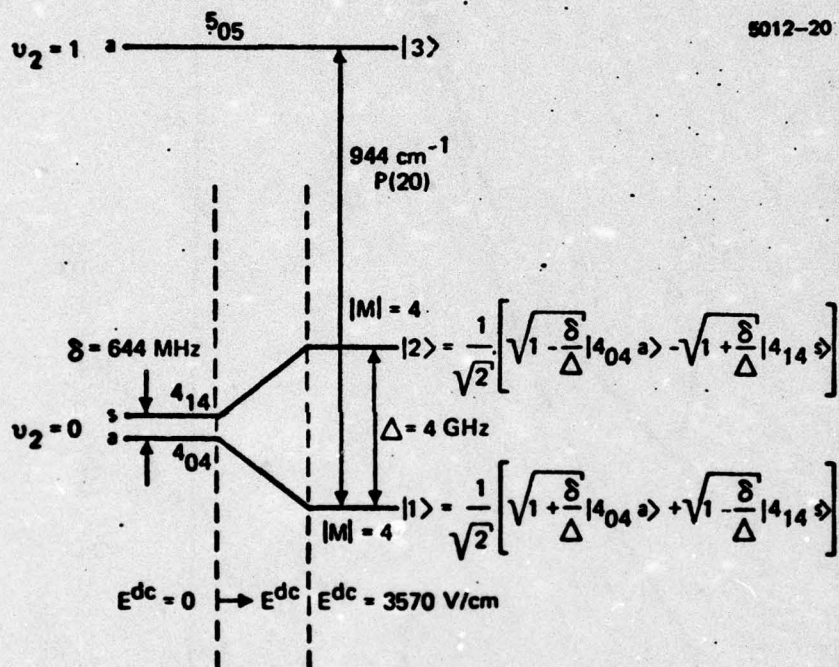 5012-20
υ₂ = 1 a 5₀₅ |3⟩
944 cm⁻¹
P(20)
|M| = 4
δ = 644 MHz
|2⟩ = 1/√2 [√(1 - δ/Δ) |4₀₄ a⟩ - √(1 + δ/Δ) |4₁₄ s⟩]
s 4₁₄
υ₂ = 0
a 4₀₄
Δ = 4 GHz
|1⟩ = 1/√2 [√(1 + δ/Δ) |4₀₄ a⟩ + √(1 - δ/Δ) |4₁₄ s⟩]
|M| = 4
Eᵈᶜ = 0 → Eᵈᶜ Eᵈᶜ = 3570 V/cm